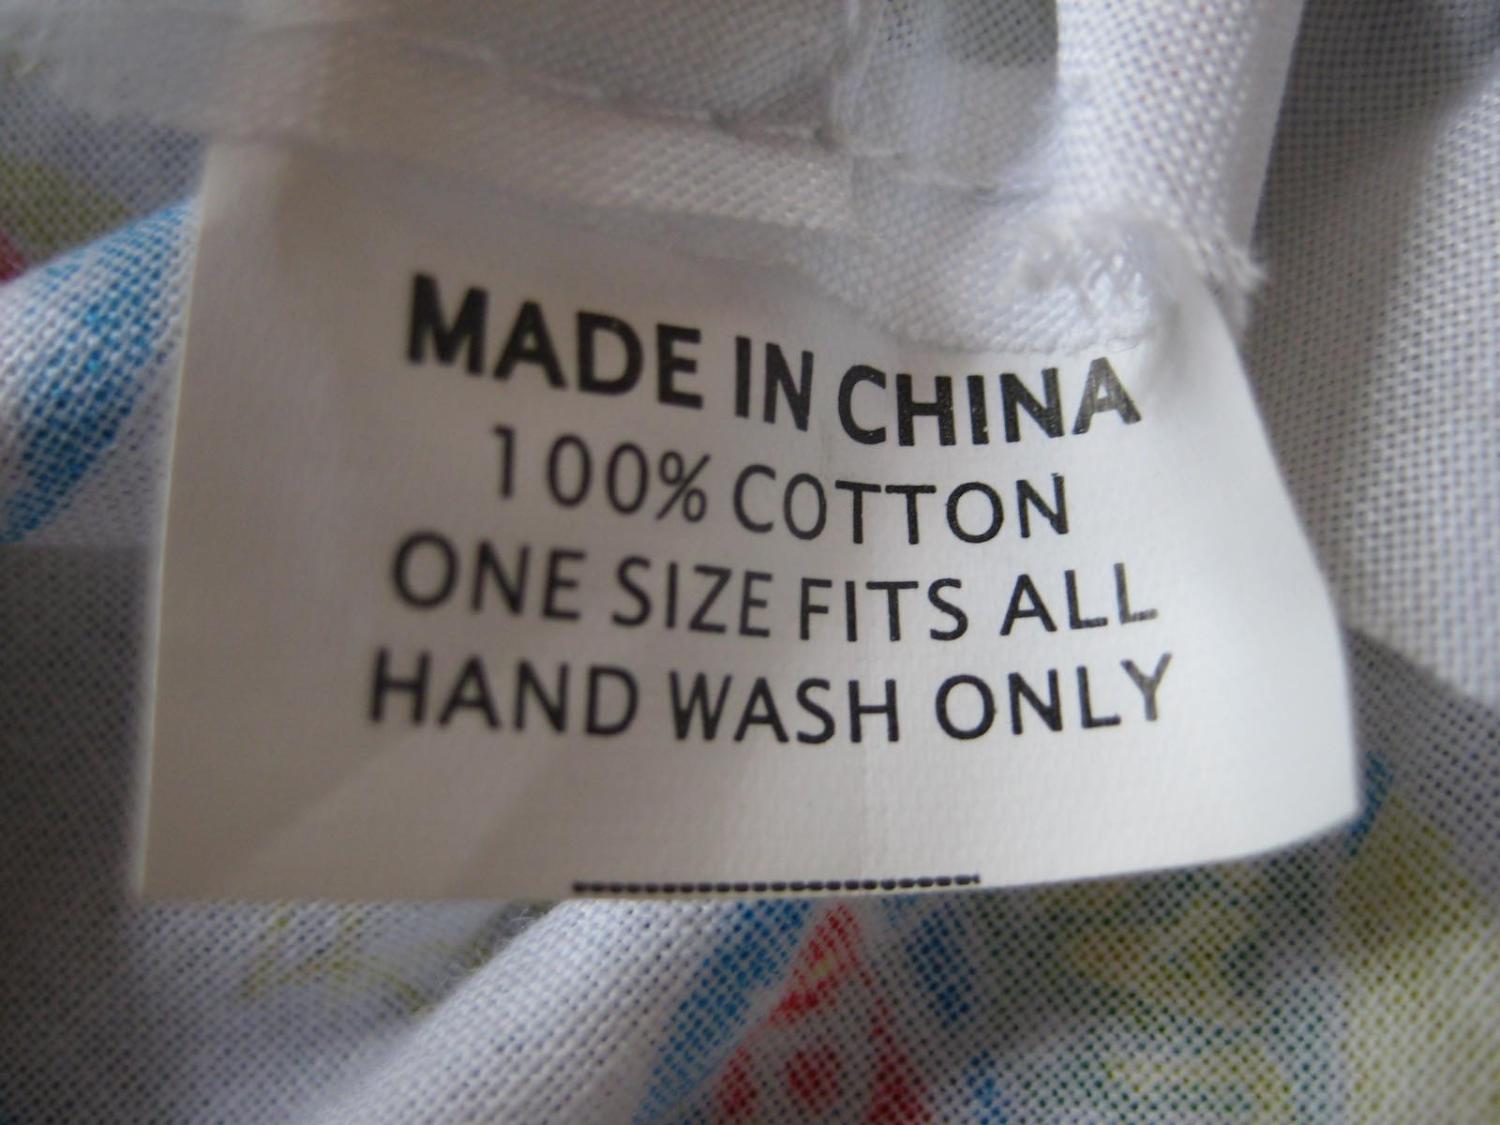 MADE IN CHINA
100% COTTON
ONE SIZE FITS ALL
HAND WASH ONLY